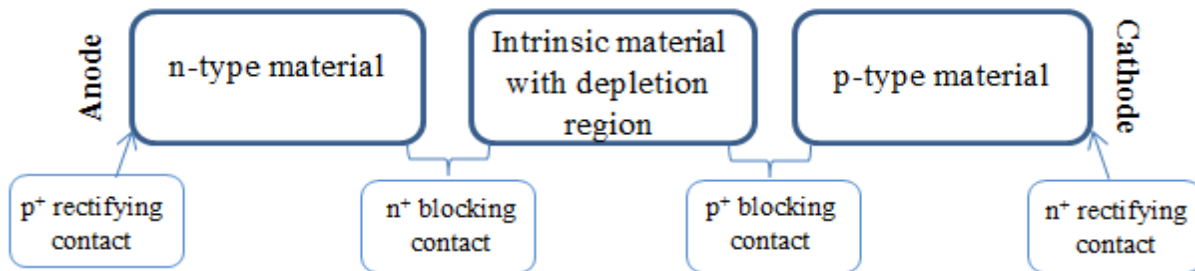 Anode
n-type material
Intrinsic material
with depletion
region
p-type material
Cathode
p⁺ rectifying
contact
n⁺ blocking
contact
p⁺ blocking
contact
n⁺ rectifying
contact